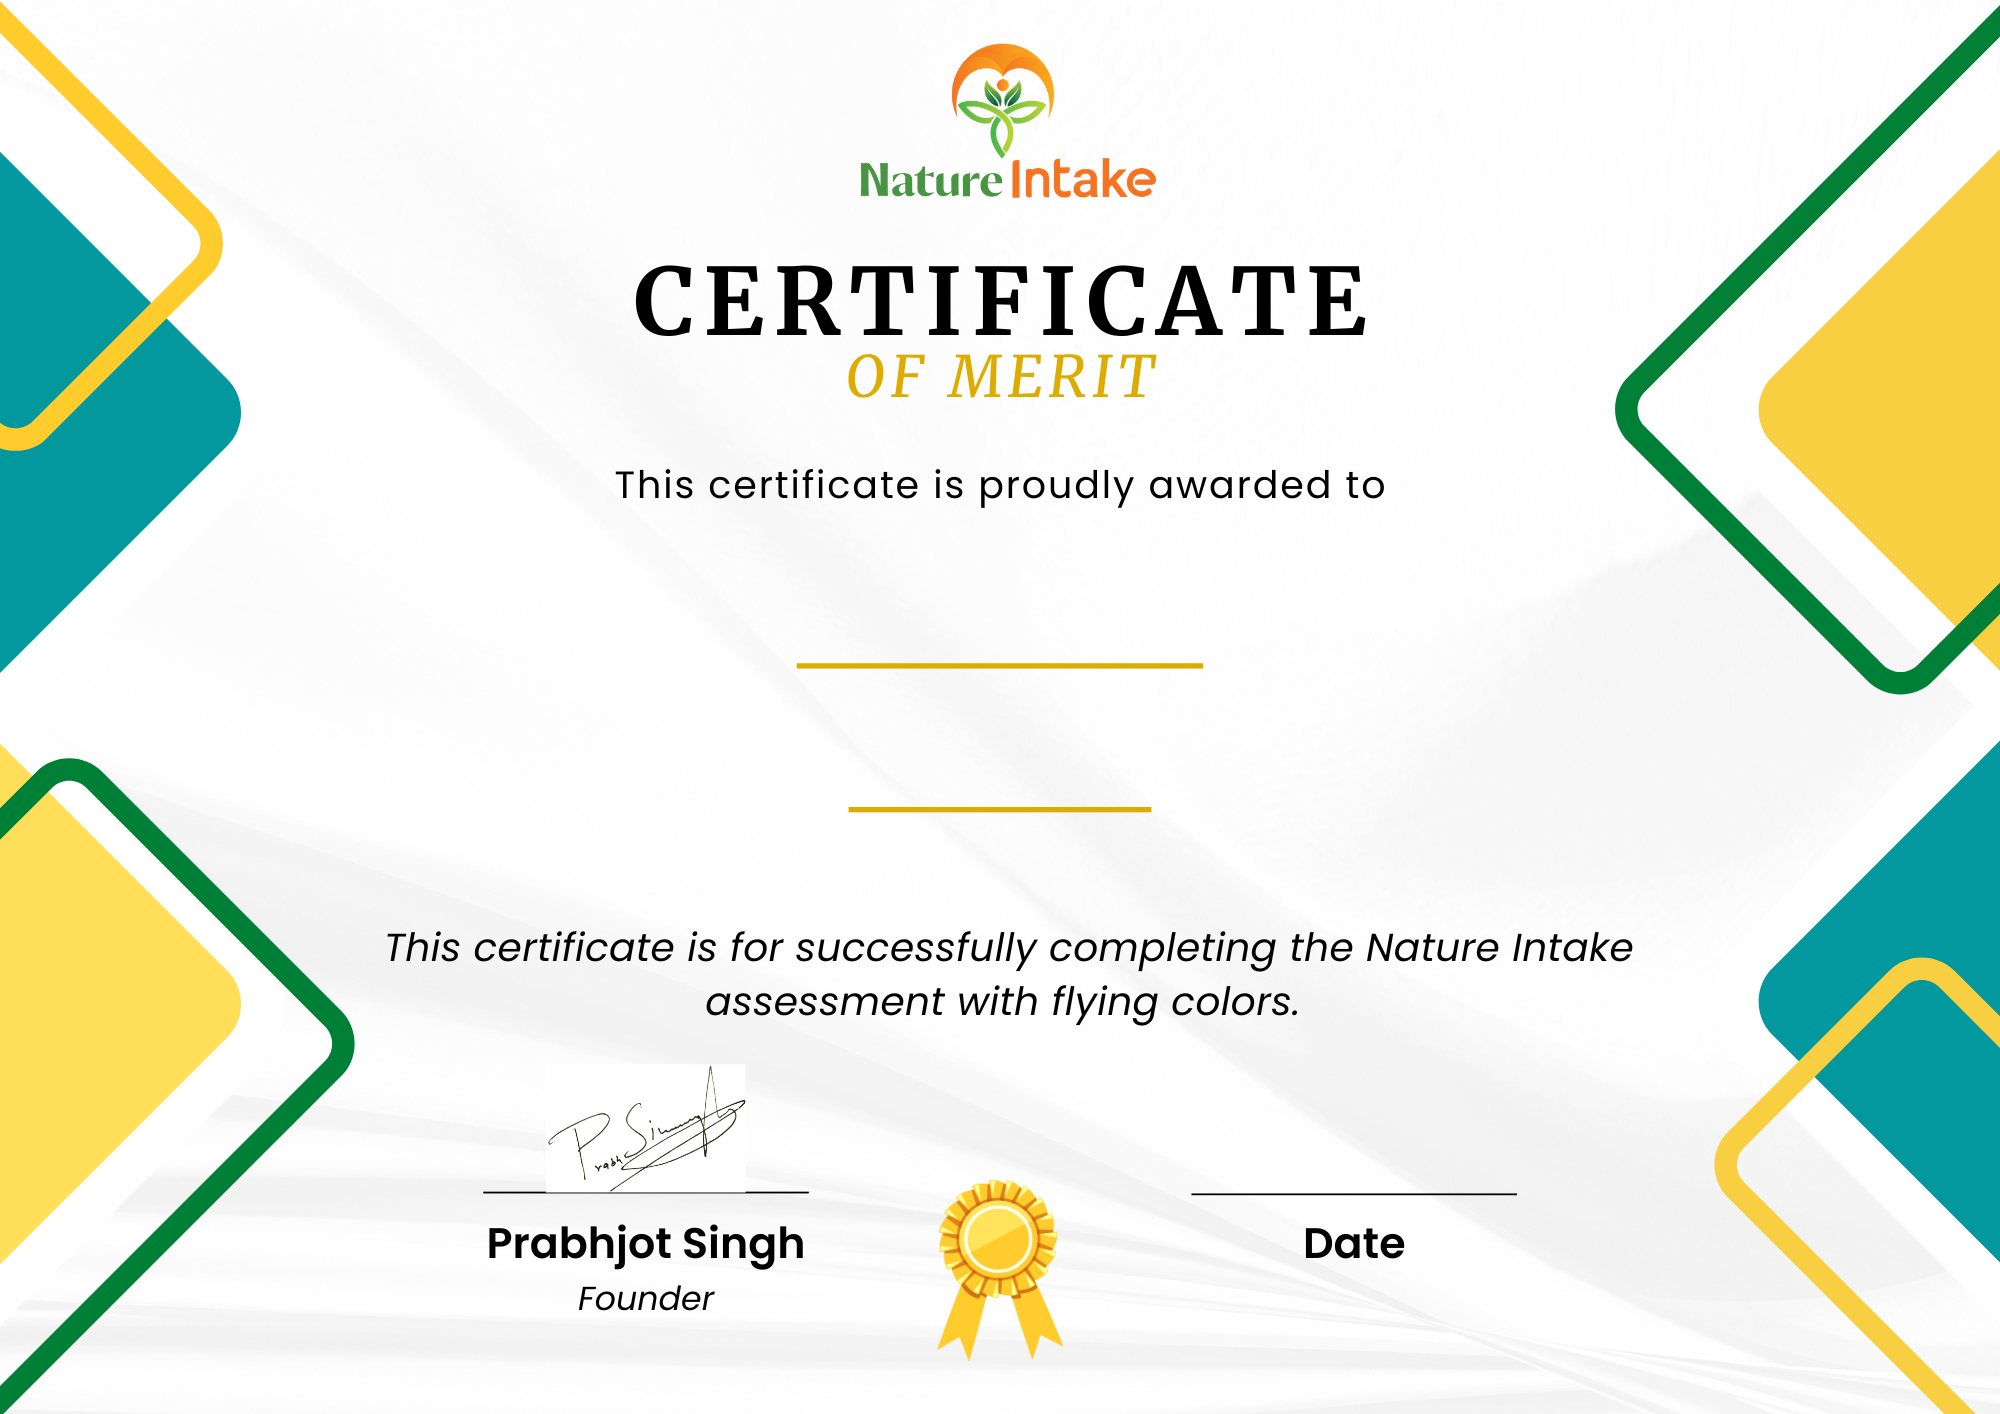 Nature Intake
CERTIFICATE
OF MERIT
This certificate is proudly awarded to
This certificate is for successfully completing the Nature Intake
assessment with flying colors.
Prabhjot Singh
Founder
Date